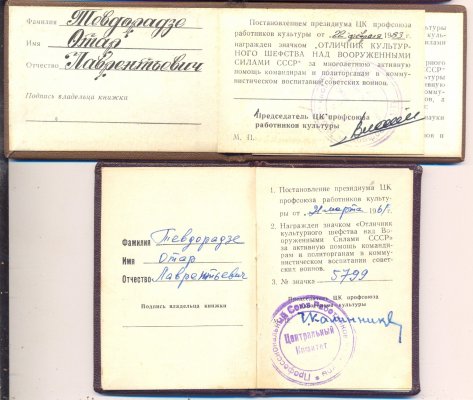 Фамилия Тевдорадзе
Имя Отар
Отчество Лаврентьевич
Подпись владельца книжки
Постановлением президиума ЦК профсоюза
работников культуры от 22 февраля 1983 г.
награжден значком «ОТЛИЧНИК КУЛЬТУР-
НОГО ШЕФСТВА НАД ВООРУЖЕННЫМИ
СИЛАМИ СССР» за многолетнюю активную
помощь командирам и политорганам в комму-
нистическом воспитании советских воинов.
Председатель ЦК профсоюза
работников культуры
М. П.
Фамилия Тевдорадзе
Имя Отар
Отчество Лаврентьевич
Подпись владельца книжки
1. Постановление президиума ЦК
профсоюза работников культу-
ры от „21 марта 1961 г.
2. Награжден значком «Отличник
культурного шефства над Во-
оруженными Силами СССР»
за активную помощь команди-
рам и политорганам в комму-
нистическом воспитании совет-
ских воинов.
3. № значка 5799
Председатель ЦК профсоюза
культуры
Центральный
Комитет